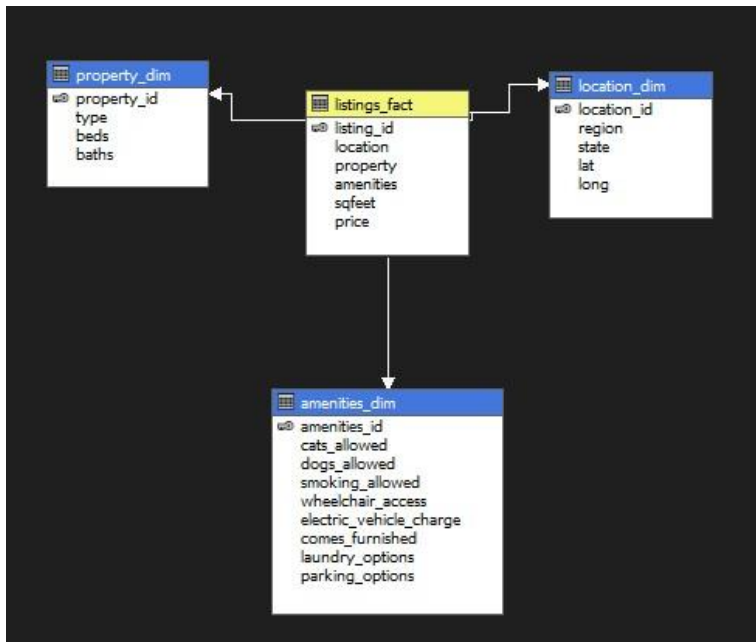 property_dim
property_id
type
beds
baths
listings_fact
listing_id
location
property
amenities
sqfeet
price
location_dim
location_id
region
state
lat
long
amenities_dim
amenities_id
cats_allowed
dogs_allowed
smoking_allowed
wheelchair_access
electric_vehicle_charge
comes_furnished
laundry_options
parking_options